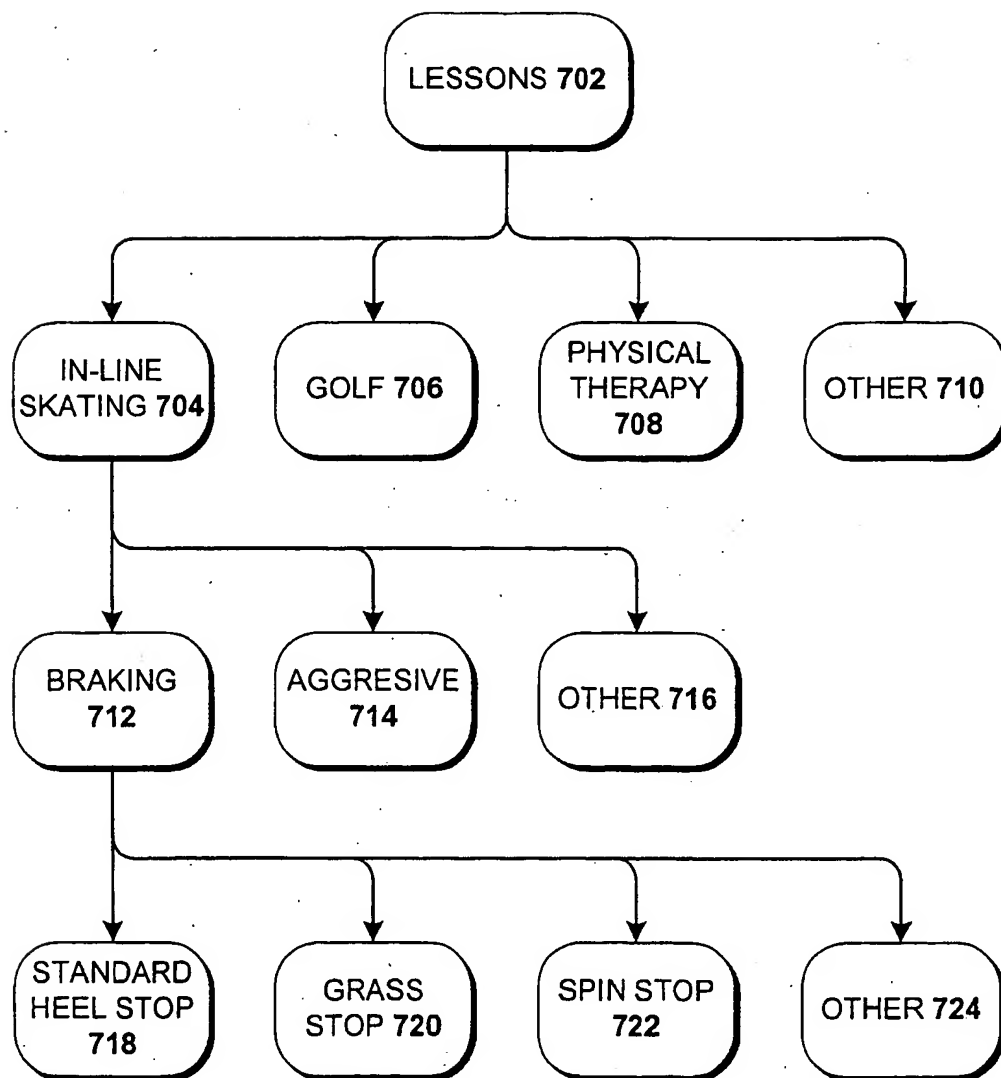 LESSONS 702
IN-LINE
SKATING 704
GOLF 706
PHYSICAL
THERAPY
708
OTHER 710
BRAKING
712
AGGRESIVE
714
OTHER 716
STANDARD
HEEL STOP
718
GRASS
STOP 720
SPIN STOP
722
OTHER 724